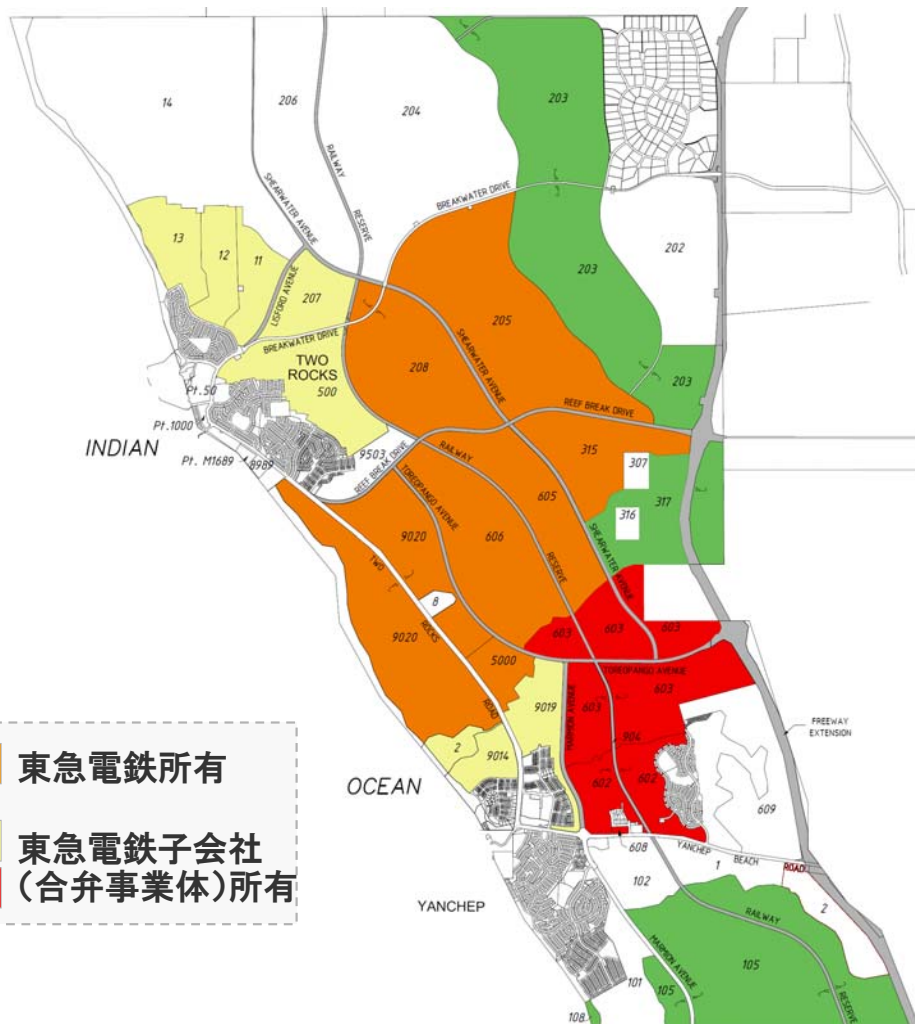 14
206
204
203
RAILWAY
RESERVE
SHEARWATER AVENUE
BREAKWATER DRIVE
202
13
12
11
207
LISFORD AVENUE
203
205
SHEARWATER AVENUE
BREAKWATER DRIVE
TWO
ROCKS
500
208
203
Pt.50
Pt.1000
REEF BREAK DRIVE
INDIAN
Pt. M1689
8989
9503
REEF BREAK DRIVE
RAILWAY
315
307
TOREOPANGO AVENUE
605
317
316
9020
606
SHEARWATER AVENUE
TWO
RESERVE
8
ROCKS
603
603
603
9020
5000
TOREOPANGO AVENUE
603
ROAD
9019
MARMION AVENUE
603
FREEWAY
EXTENSION
904
2
9014
東急電鉄所有
OCEAN
602
602
609
東急電鉄子会社
(合弁事業体)所有
608
YANCHEP
BEACH
ROAD
1
102
2
YANCHEP
RAILWAY
105
MARMION AVENUE
101
105
RESERVE
108